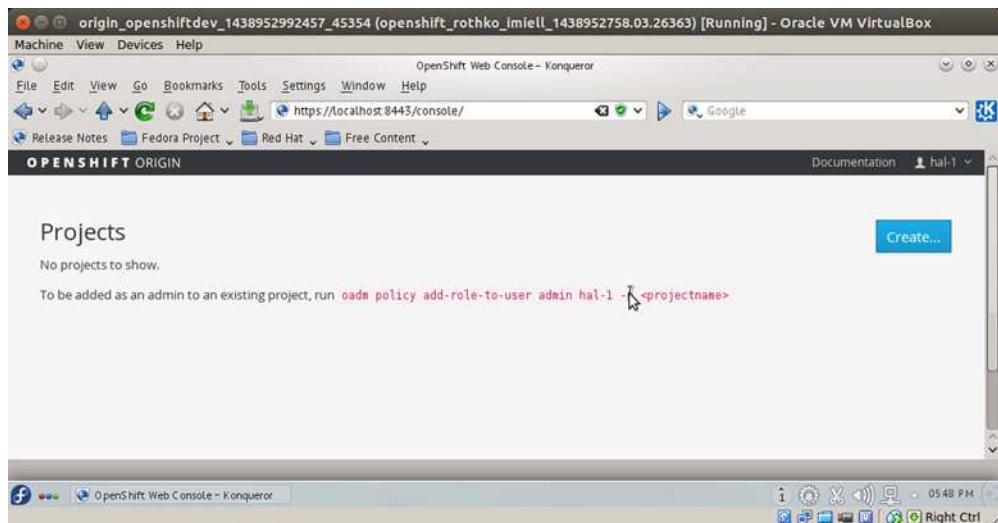 origin_openshiftdev_1438952992457_45354 (openshift_rothko_imiell_1438952758.03.26363) [Running] - Oracle VM VirtualBox
Machine View Devices Help
OpenShift Web Console – Konqueror
File Edit View Go Bookmarks Tools Settings Window Help
https://localhost:8443/console/ Google
Release Notes Fedora Project Red Hat Free Content
OPENSHIFT ORIGIN Documentation hal-1
Projects Create...
No projects to show.
To be added as an admin to an existing project, run oadm policy add-role-to-user admin hal-1 <projectname>
OpenShift Web Console – Konqueror 05:48 PM
Right Ctrl